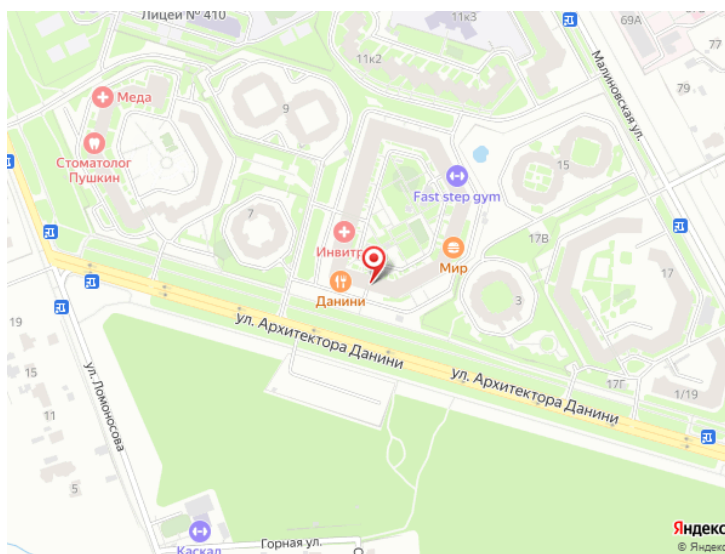 Лицей № 410
11к3
11к2
69А
77
79
Малиновская ул.
Меда
9
Стоматолог
Пушкин
15
Fast step gym
7
17В
Инвитр
Мир
17
3
Данини
ул. Архитектора Данини
ул. Архитектора Данини
19
15
11
5
ул. Ломоносова
17Г
1/19
Каскад
Горная ул.
Яндекс
© Яндекс